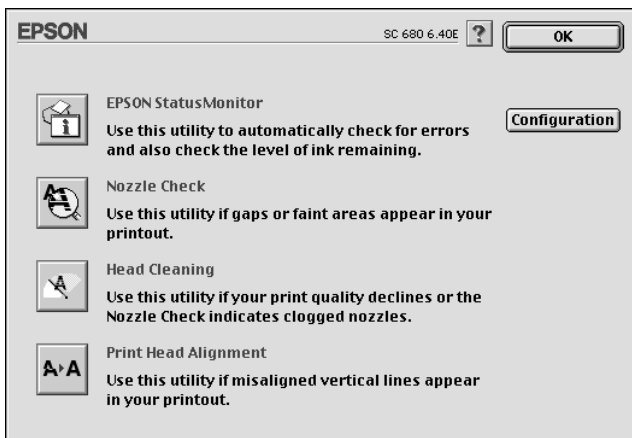 EPSON
SC 680 6.40E
?
OK
EPSON StatusMonitor
Use this utility to automatically check for errors
and also check the level of ink remaining.
Configuration
Nozzle Check
Use this utility if gaps or faint areas appear in your
printout.
Head Cleaning
Use this utility if your print quality declines or the
Nozzle Check indicates clogged nozzles.
Print Head Alignment
Use this utility if misaligned vertical lines appear
in your printout.